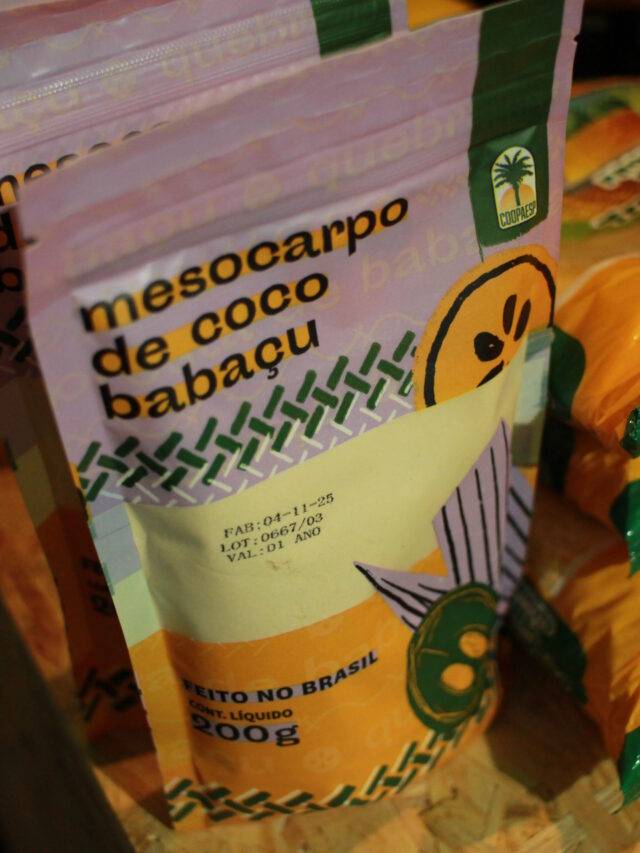 COOPAESP
mesocarpo
de coco
babaçu
FAB:04-11-25
LOT:0667/03
VAL:D1 ANO
FEITO NO BRASIL
CONT. LÍQUIDO
200g